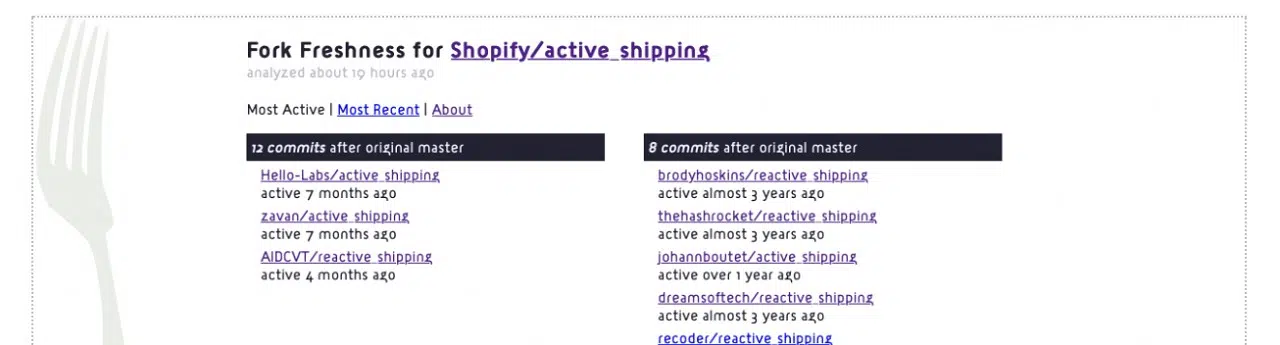 Fork Freshness for Shopify/active_shipping
analyzed about 19 hours ago
Most Active | Most Recent | About
12 commits after original master
Hello-Labs/active_shipping
active 7 months ago
zavan/active_shipping
active 7 months ago
AIDCVT/reactive_shipping
active 4 months ago
8 commits after original master
brodyhoskins/reactive_shipping
active almost 3 years ago
thehashrocket/reactive_shipping
active almost 3 years ago
johannboutet/active_shipping
active over 1 year ago
dreamsoftech/reactive_shipping
active almost 3 years ago
recoder/reactive_shipping